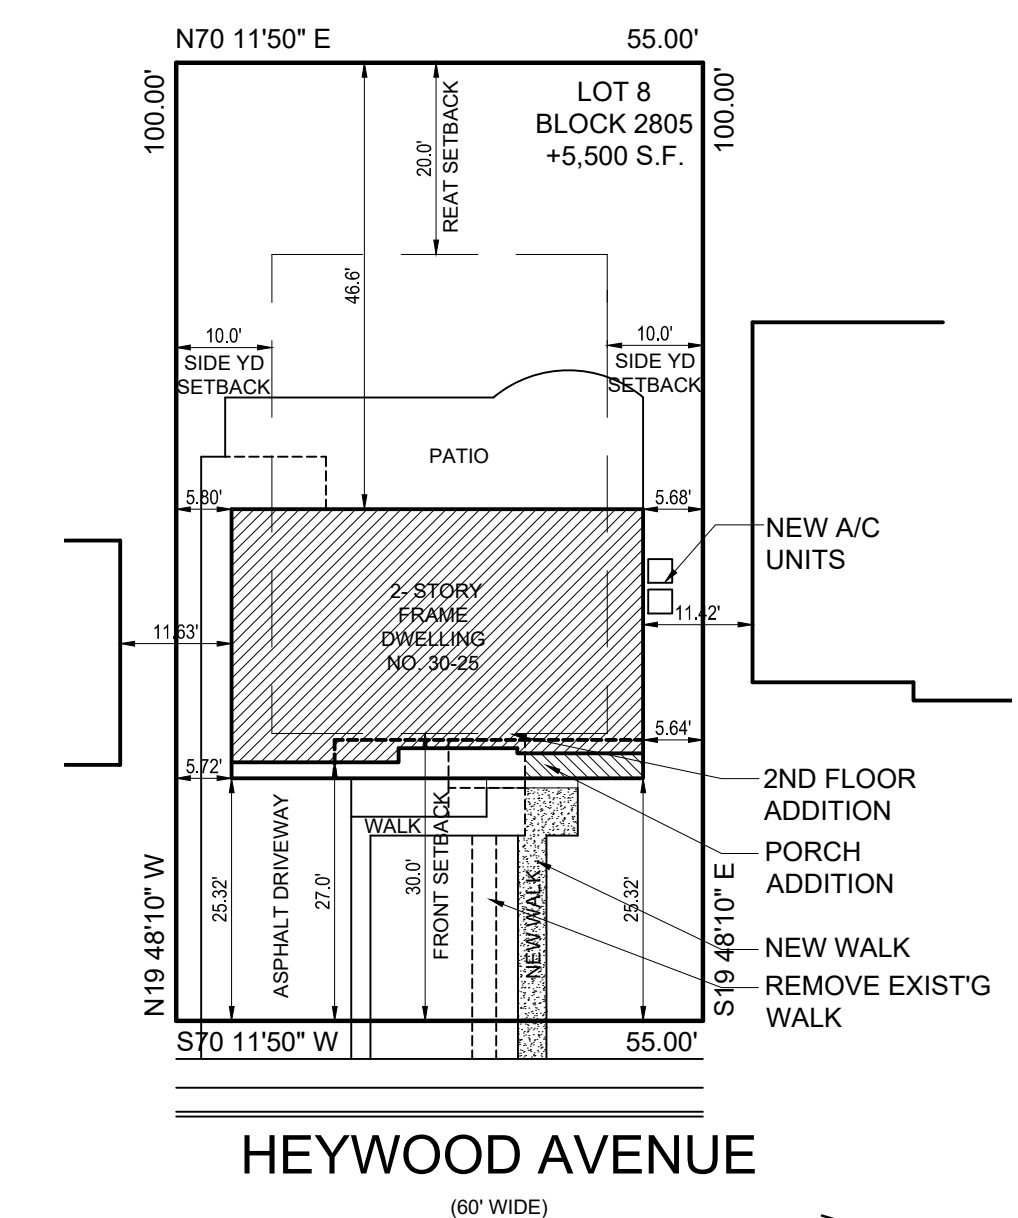 N70 11'50" E
55.00'
100.00'
100.00'
LOT 8
BLOCK 2805
+5,500 S.F.
20.0'
REAT SETBACK
46.6'
10.0'
SIDE YD
SETBACK
10.0'
SIDE YD
SETBACK
PATIO
5.80'
5.68'
NEW A/C
UNITS
2- STORY
FRAME
DWELLING
NO. 30-25
11.63'
11.42'
5.64'
5.72'
2ND FLOOR
ADDITION
PORCH
ADDITION
WALK
ASPHALT DRIVEWAY
FRONT SETBACK
NEW WALK
25.32'
27.0'
30.0'
25.32'
N19 48'10" W
S19 48'10" E
NEW WALK
REMOVE EXIST'G
WALK
S70 11'50" W
55.00'
HEYWOOD AVENUE
(60' WIDE)